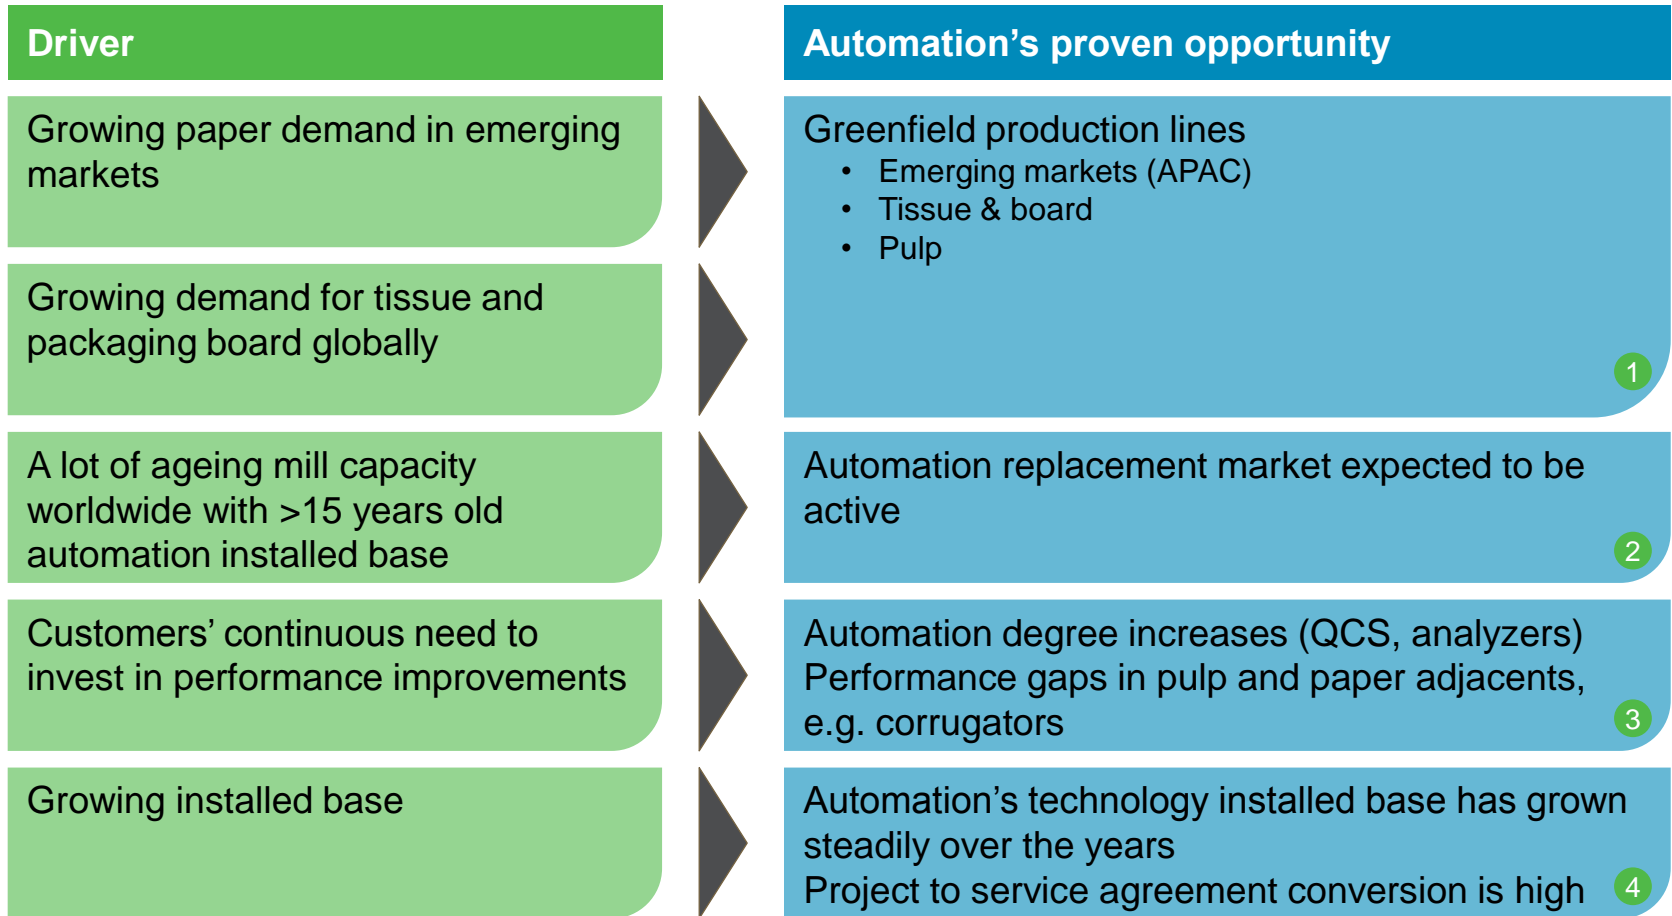 Driver
Automation’s proven opportunity
Growing paper demand in emerging
markets
Growing demand for tissue and
packaging board globally
Greenfield production lines
• Emerging markets (APAC)
• Tissue & board
• Pulp
1
A lot of ageing mill capacity
worldwide with >15 years old
automation installed base
Automation replacement market expected to be
active
2
Customers’ continuous need to
invest in performance improvements
Automation degree increases (QCS, analyzers)
Performance gaps in pulp and paper adjacents,
e.g. corrugators
3
Growing installed base
Automation’s technology installed base has grown
steadily over the years
Project to service agreement conversion is high
4